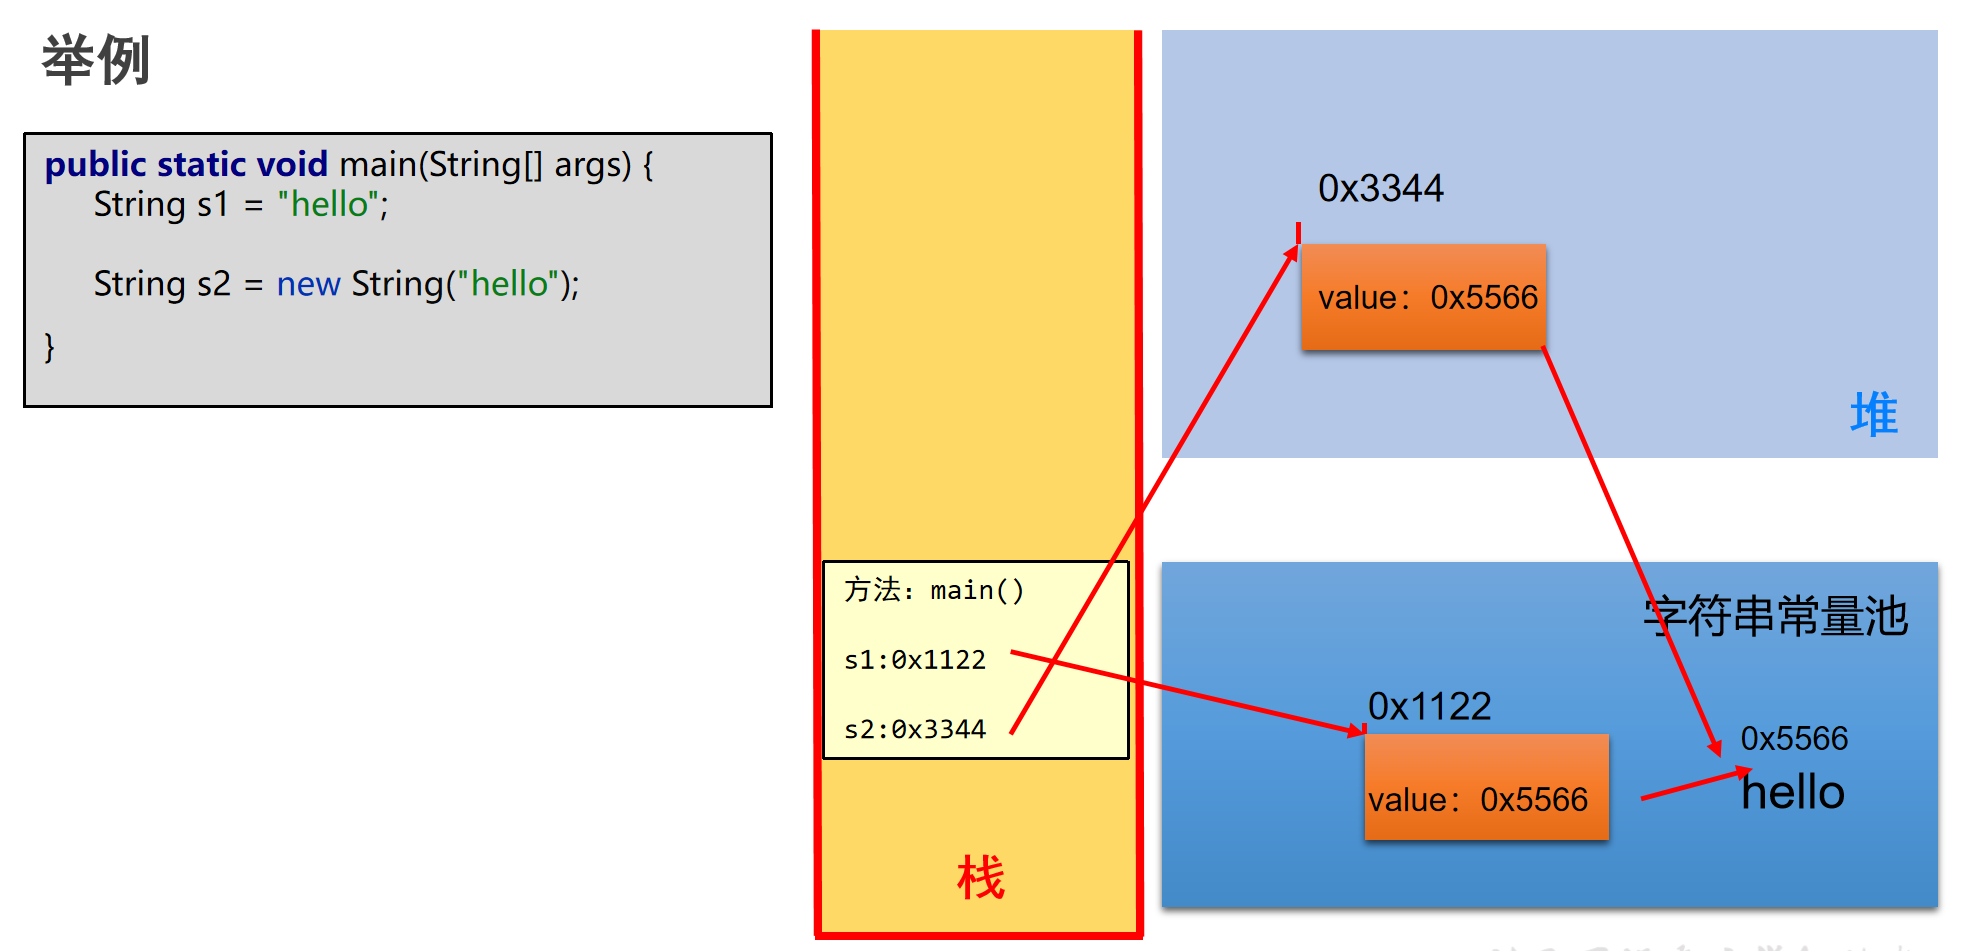 举例
public static void main(String[] args) {
String s1 = "hello";
String s2 = new String("hello");
}
0x3344
value：0x5566
堆
方法：main()
s1:0x1122
s2:0x3344
栈
字符串常量池
0x1122
value：0x5566
0x5566
hello